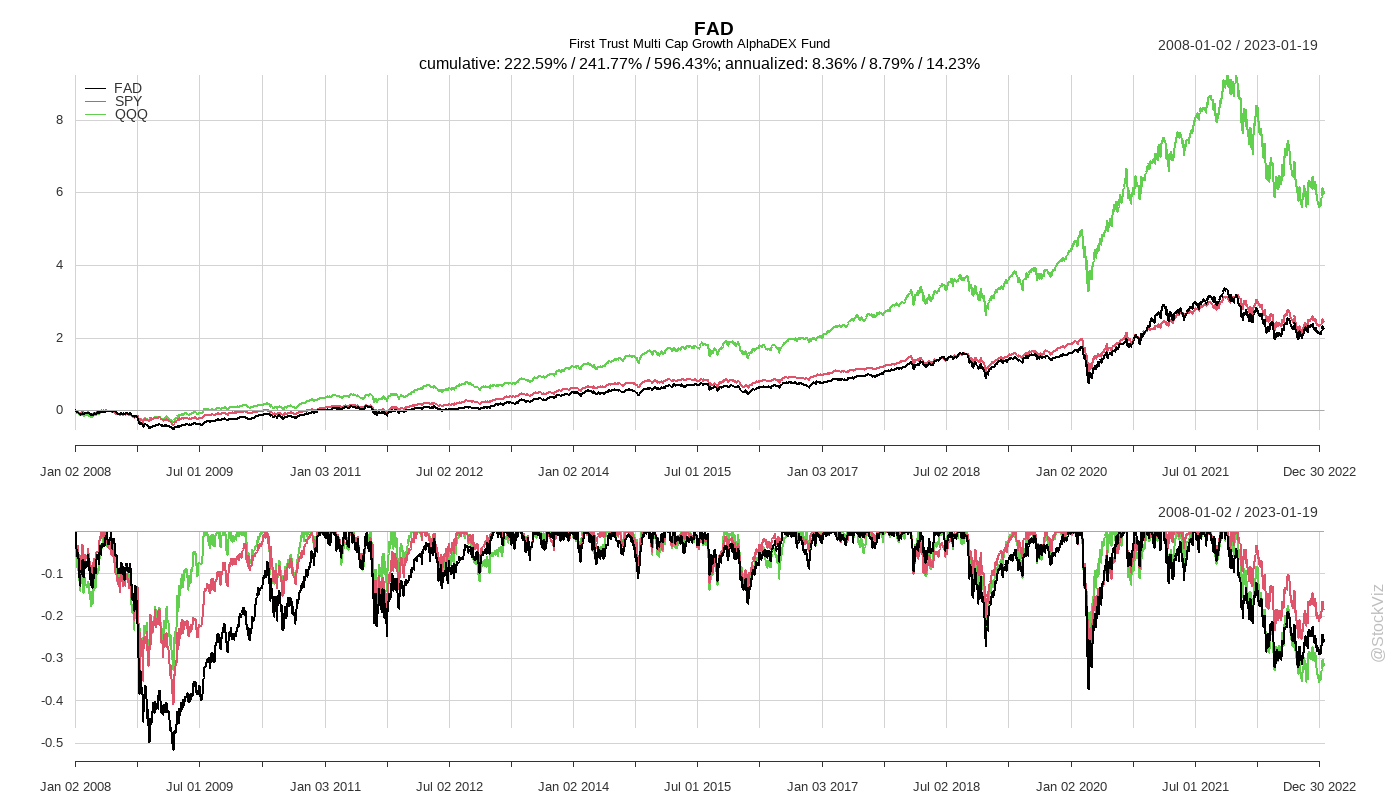 FAD
First Trust Multi Cap Growth AlphaDEX Fund
2008-01-02 / 2023-01-19
cumulative: 222.59% / 241.77% / 596.43%; annualized: 8.36% / 8.79% / 14.23%
FAD
SPY
QQQ
8
6
4
2
0
Jan 02 2008 Jul 01 2009 Jan 03 2011 Jul 02 2012 Jan 02 2014 Jul 01 2015 Jan 03 2017 Jul 02 2018 Jan 02 2020 Jul 01 2021 Dec 30 2022
2008-01-02 / 2023-01-19
-0.1
-0.2
-0.3
-0.4
-0.5
Jan 02 2008 Jul 01 2009 Jan 03 2011 Jul 02 2012 Jan 02 2014 Jul 01 2015 Jan 03 2017 Jul 02 2018 Jan 02 2020 Jul 01 2021 Dec 30 2022
@StockViz